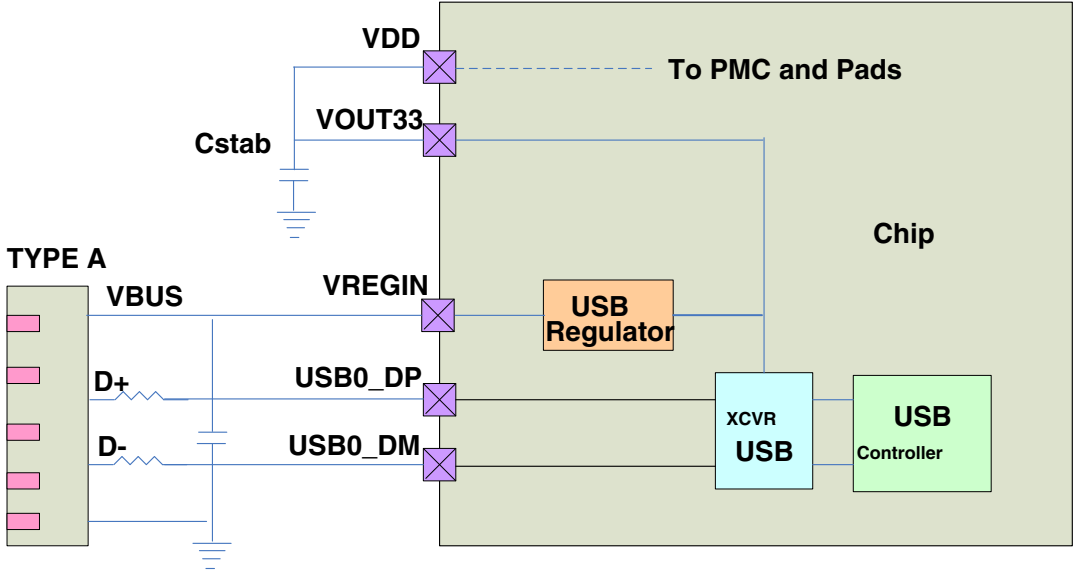 VDD
To PMC and Pads
VOUT33
Cstab
Chip
TYPE A
VBUS
VREGIN
USB
Regulator
D+
USB0_DP
XCVR
USB
USB
Controller
D-
USB0_DM